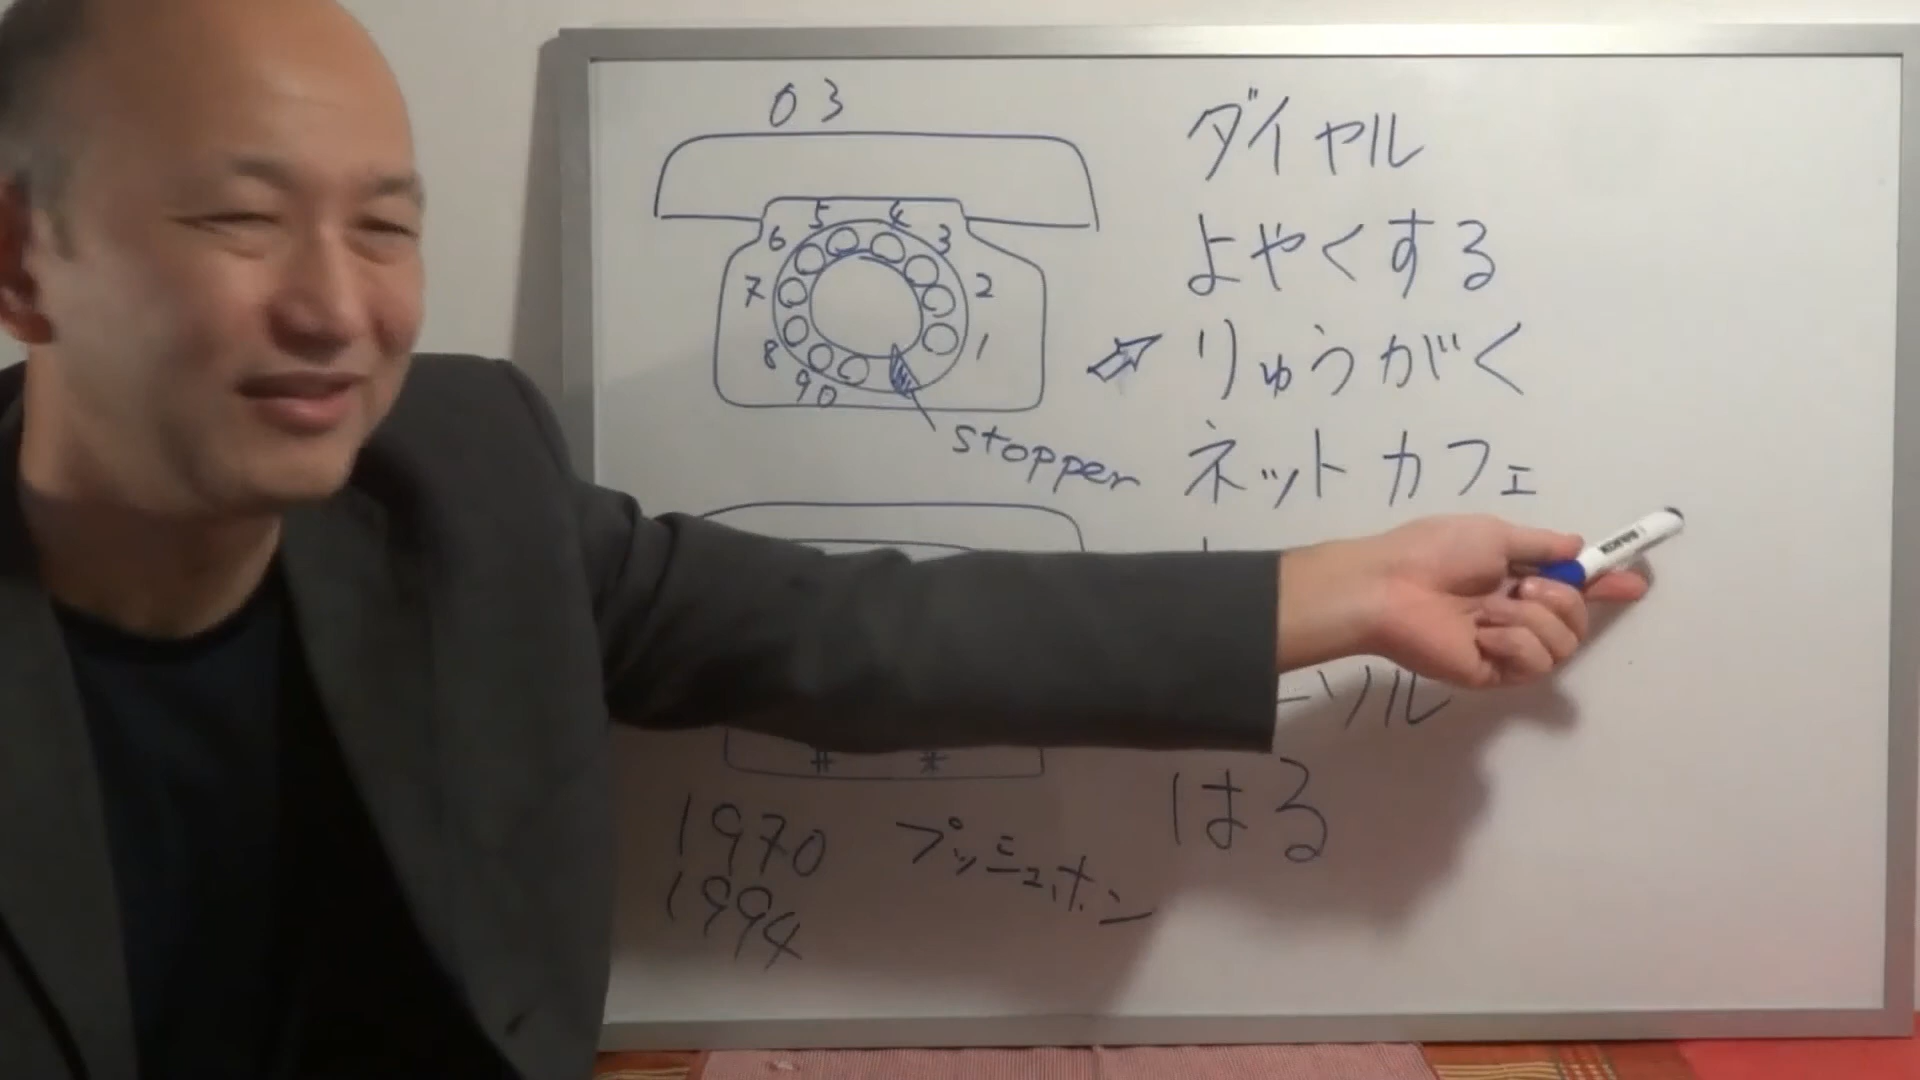 03
5 4
6 3
7 2
8 1
9 0
stopper
# *
1970 プッシュホン
1994
ダイヤル
よやくする
りゅうがく
ネットカフェ
ーソル
はる